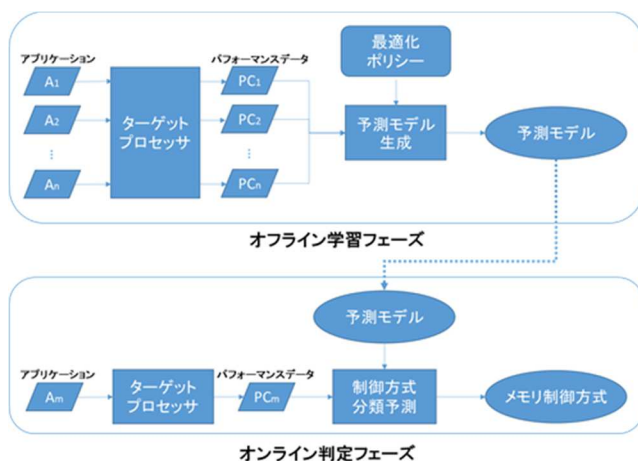 アプリケーション
パフォーマンスデータ
最適化
ポリシー
A1
PC1
A2
ターゲット
プロセッサ
PC2
予測モデル
生成
予測モデル
⋮
⋮
An
PCn
オフライン学習フェーズ
予測モデル
アプリケーション
パフォーマンスデータ
Am
ターゲット
プロセッサ
PCm
制御方式
分類予測
メモリ制御方式
オンライン判定フェーズ